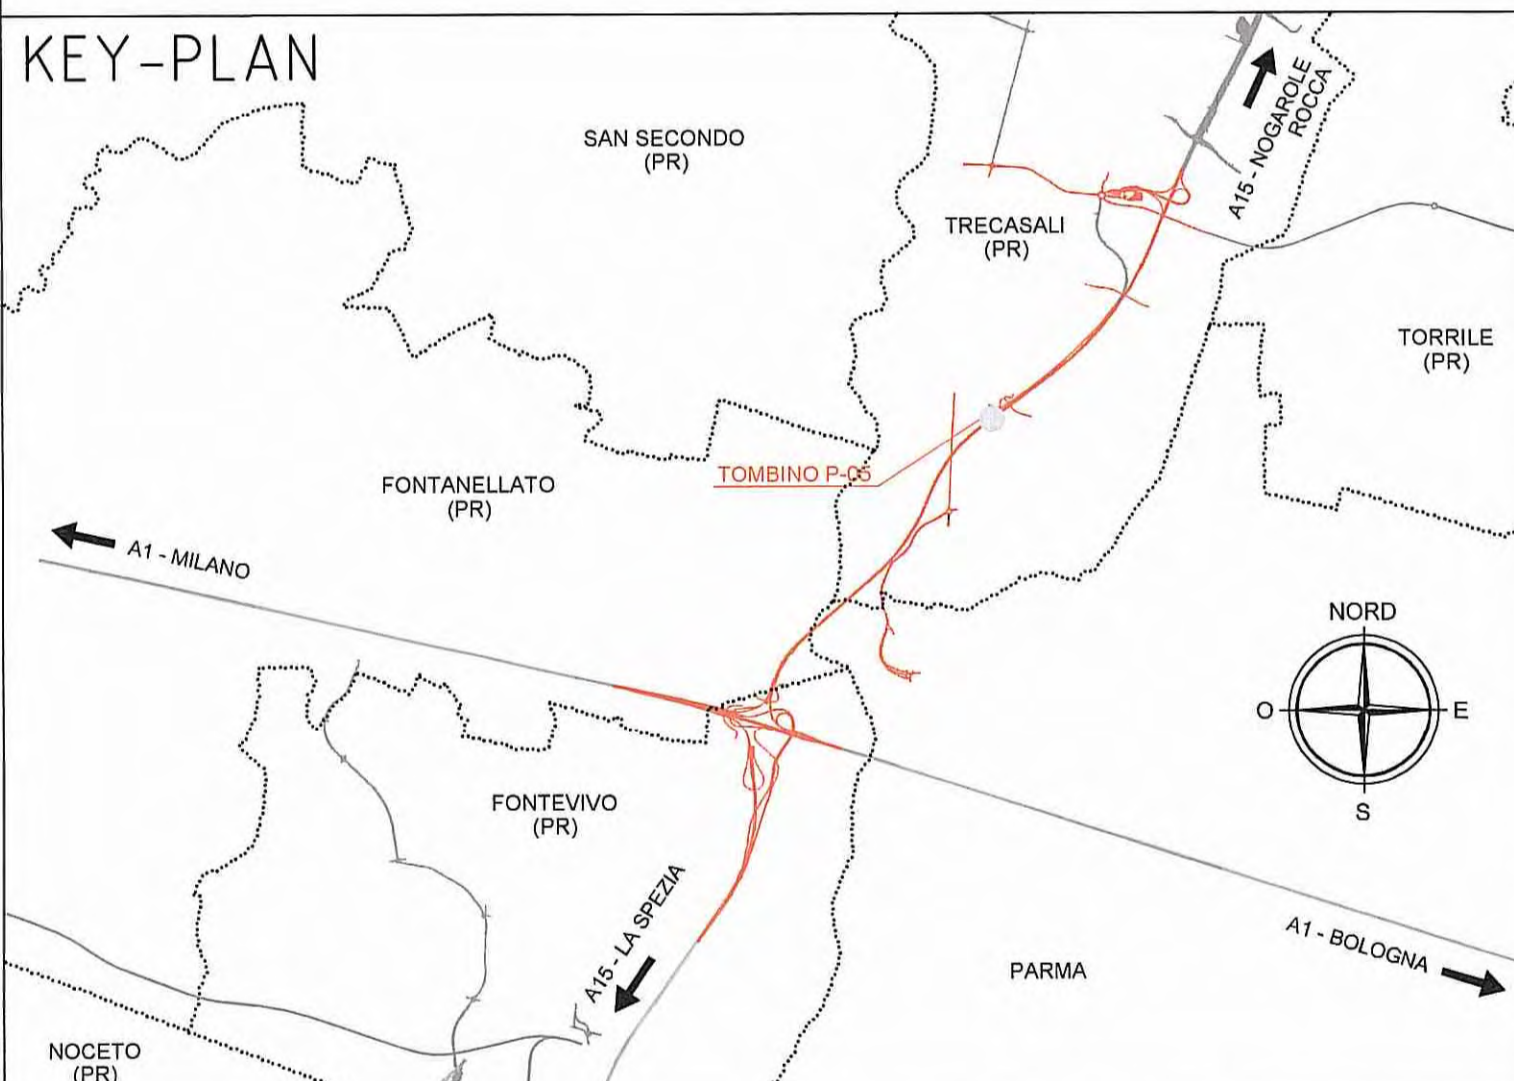 KEY-PLAN
SAN SECONDO
(PR)
A15 - NOGAROLE
ROCCA
TRECASALI
(PR)
TORRILE
(PR)
TOMBINO P-05
FONTANELLATO
(PR)
A1 - MILANO
NORD
O
E
S
FONTEVIVO
(PR)
A15 - LA SPEZIA
A1 - BOLOGNA
PARMA
NOCETO
(PR)